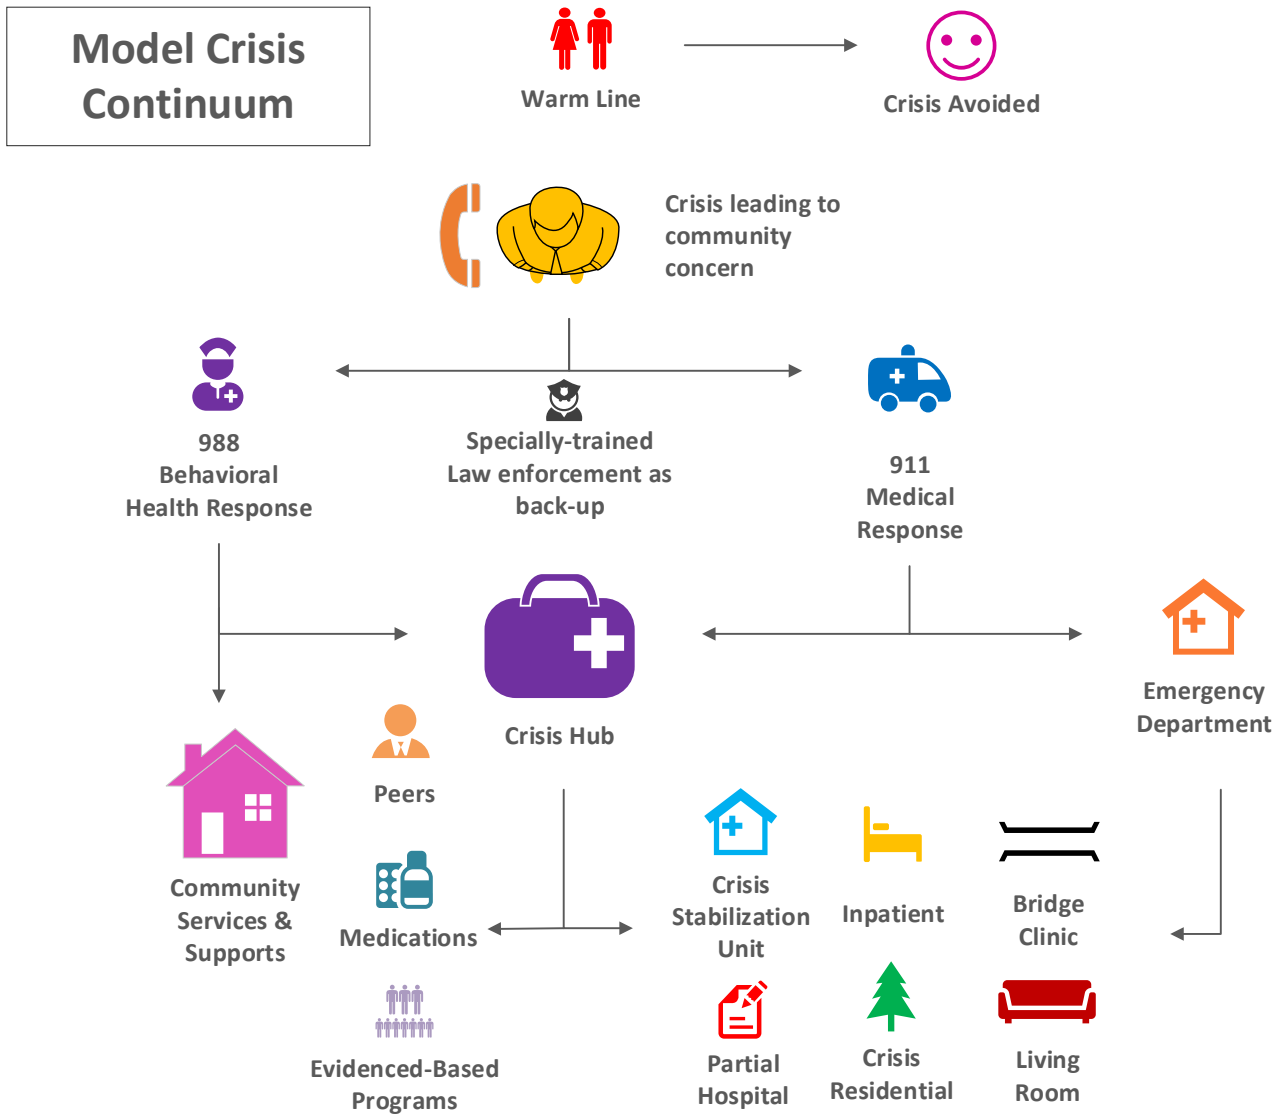 Model Crisis
Continuum
Warm Line
Crisis Avoided
Crisis leading to
community
concern
988
Behavioral
Health Response
Specially-trained
Law enforcement as
back-up
911
Medical
Response
Crisis Hub
Emergency
Department
Community
Services &
Supports
Peers
Medications
Evidenced-Based
Programs
Crisis
Stabilization
Unit
Inpatient
Bridge
Clinic
Partial
Hospital
Crisis
Residential
Living
Room